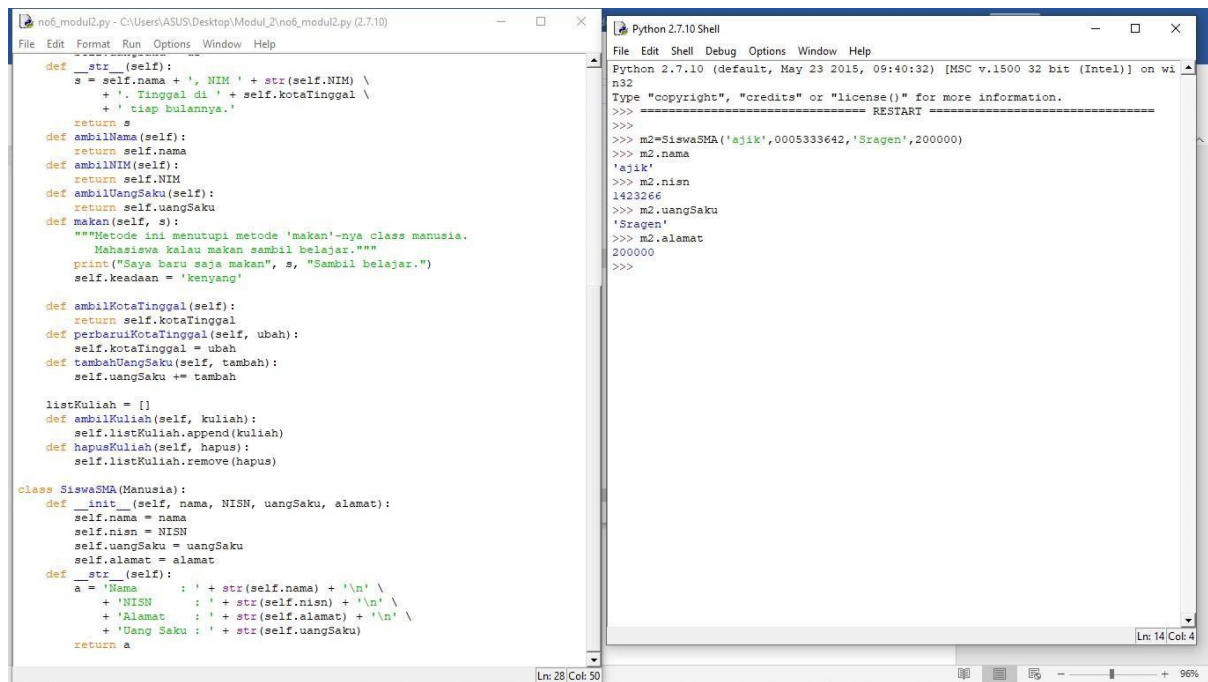 no6_modul2.py - C:\Users\ASUS\Desktop\Modul_2\no6_modul2.py (2.7.10)
File Edit Format Run Options Window Help
    def __str__(self):
        s = self.nama + ', NIM ' + str(self.NIM) \
            + '. Tinggal di ' + self.kotaTinggal \
            + ' tiap bulannya.'
        return s
    def ambilNama(self):
        return self.nama
    def ambilNIM(self):
        return self.NIM
    def ambilUangSaku(self):
        return self.uangSaku
    def makan(self, s):
        """Metode ini menutupi metode 'makan'-nya class manusia.
           Mahasiswa kalau makan sambil belajar."""
        print("Saya baru saja makan", s, "Sambil belajar.")
        self.keadaan = 'kenyang'
    def ambilKotaTinggal(self):
        return self.kotaTinggal
    def perbaruiKotaTinggal(self, ubah):
        self.kotaTinggal = ubah
    def tambahUangSaku(self, tambah):
        self.uangSaku += tambah
    listKuliah = []
    def ambilKuliah(self, kuliah):
        self.listKuliah.append(kuliah)
    def hapusKuliah(self, hapus):
        self.listKuliah.remove(hapus)
class SiswaSMA(Manusia):
    def __init__(self, nama, NISN, uangSaku, alamat):
        self.nama = nama
        self.nisn = NISN
        self.uangSaku = uangSaku
        self.alamat = alamat
    def __str__(self):
        a = 'Nama      : ' + str(self.nama) + '\n' \
            + 'NISN      : ' + str(self.nisn) + '\n' \
            + 'Alamat    : ' + str(self.alamat) + '\n' \
            + 'Uang Saku : ' + str(self.uangSaku)
        return a
Ln: 28 Col: 50
Python 2.7.10 Shell
File Edit Shell Debug Options Window Help
Python 2.7.10 (default, May 23 2015, 09:40:32) [MSC v.1500 32 bit (Intel)] on wi
n32
Type "copyright", "credits" or "license()" for more information.
>>> ================================ RESTART ================================
>>>
>>> m2=SiswaSMA('ajik',0005333642,'Sragen',200000)
>>> m2.nama
'ajik'
>>> m2.nisn
1423266
>>> m2.uangSaku
'Sragen'
>>> m2.alamat
200000
>>>
Ln: 14 Col: 4
96%